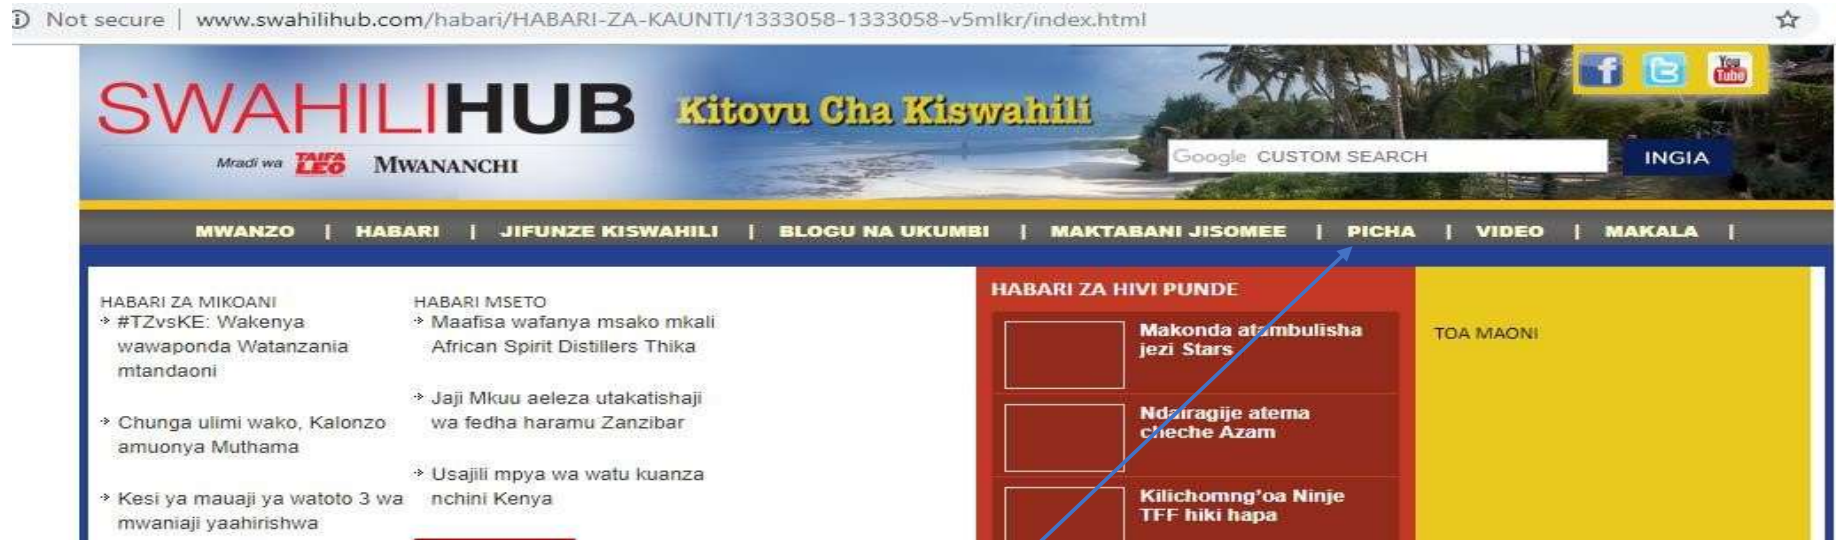 Not secure | www.swahilihub.com/habari/HABARI-ZA-KAUNTI/1333058-1333058-v5mlkr/index.html
SWAHILIHUB
Kitovu Cha Kiswahili
Mradi wa TAIFA LEO MWANANCHI
f
You Tube
Google CUSTOM SEARCH
INGIA
MWANZO | HABARI | JIFUNZE KISWAHILI | BLOGU NA UKUMBI | MAKTABANI JISOMEE | PICHA | VIDEO | MAKALA |
HABARI ZA MIKOANI
#TZvsKE: Wakenya
wawaponda Watanzania
mtandaoni
Chunga ulimi wako, Kalonzo
amuonya Muthama
Kesi ya mauaji ya watoto 3 wa
mwaniaji yaahirishwa
HABARI MSETO
Maafisa wafanya msako mkali
African Spirit Distillers Thika
Jaji Mkuu aeleza utakatishaji
wa fedha haramu Zanzibar
Usajili mpya wa watu kuanza
nchini Kenya
HABARI ZA HIVI PUNDE
Makonda atambulisha
jezi Stars
Ndairagije atema
cheche Azam
Kilichomng'oa Ninje
TFF hiki hapa
TOA MAONI